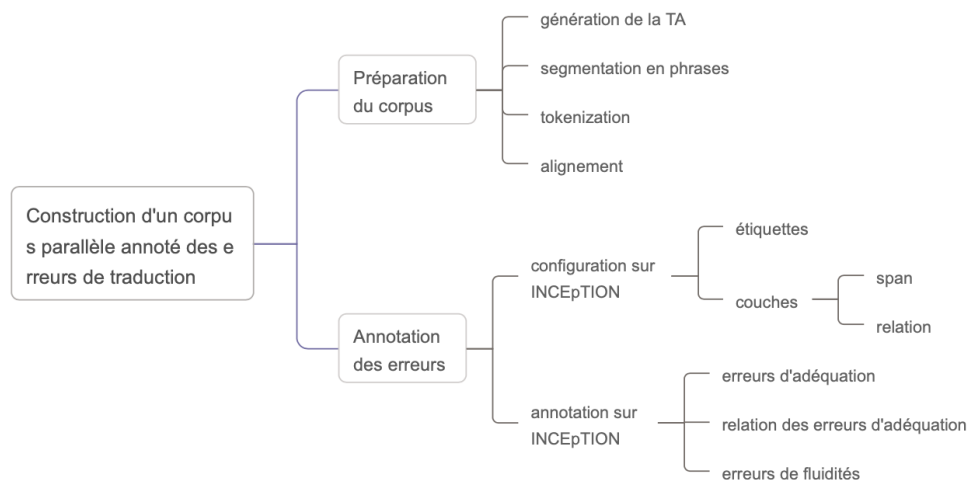 Construction d'un corpu
s parallèle annoté des e
rreurs de traduction
Préparation
du corpus
génération de la TA
segmentation en phrases
tokenization
alignement
Annotation
des erreurs
configuration sur
INCEpTION
étiquettes
couches
span
relation
annotation sur
INCEpTION
erreurs d'adéquation
relation des erreurs d'adéquation
erreurs de fluidités